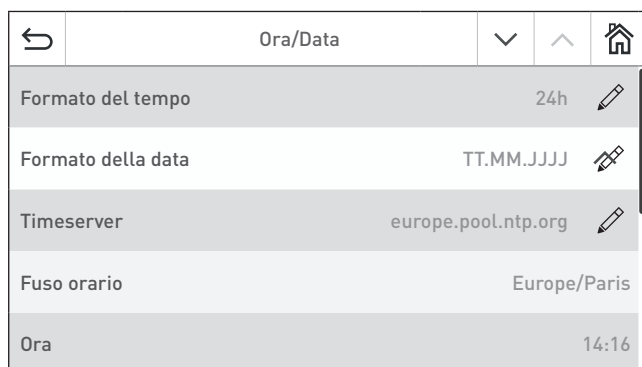 Ora/Data
Formato del tempo 24h
Formato della data TT.MM.JJJJ
Timeserver europe.pool.ntp.org
Fuso orario Europe/Paris
Ora 14:16